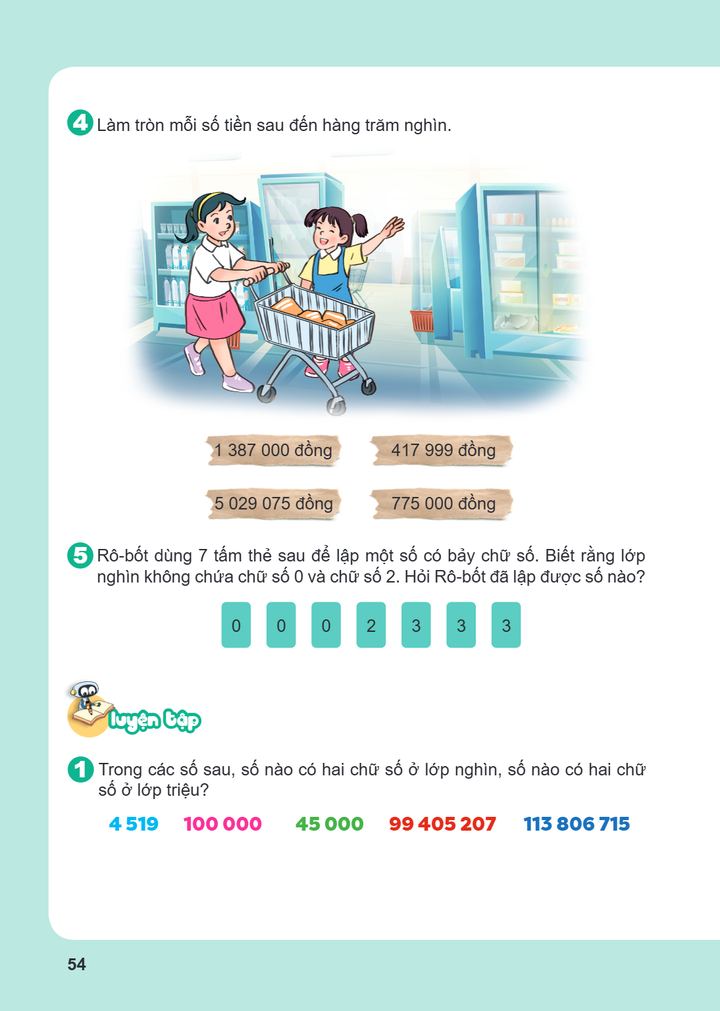 4 Làm tròn mỗi số tiền sau đến hàng trăm nghìn.
1 387 000 đồng 417 999 đồng
5 029 075 đồng 775 000 đồng
5 Rô-bốt dùng 7 tấm thẻ sau để lập một số có bảy chữ số. Biết rằng lớp
nghìn không chứa chữ số 0 và chữ số 2. Hỏi Rô-bốt đã lập được số nào?
0 0 0 2 3 3 3
luyện tập
1 Trong các số sau, số nào có hai chữ số ở lớp nghìn, số nào có hai chữ
số ở lớp triệu?
4 519 100 000 45 000 99 405 207 113 806 715
54